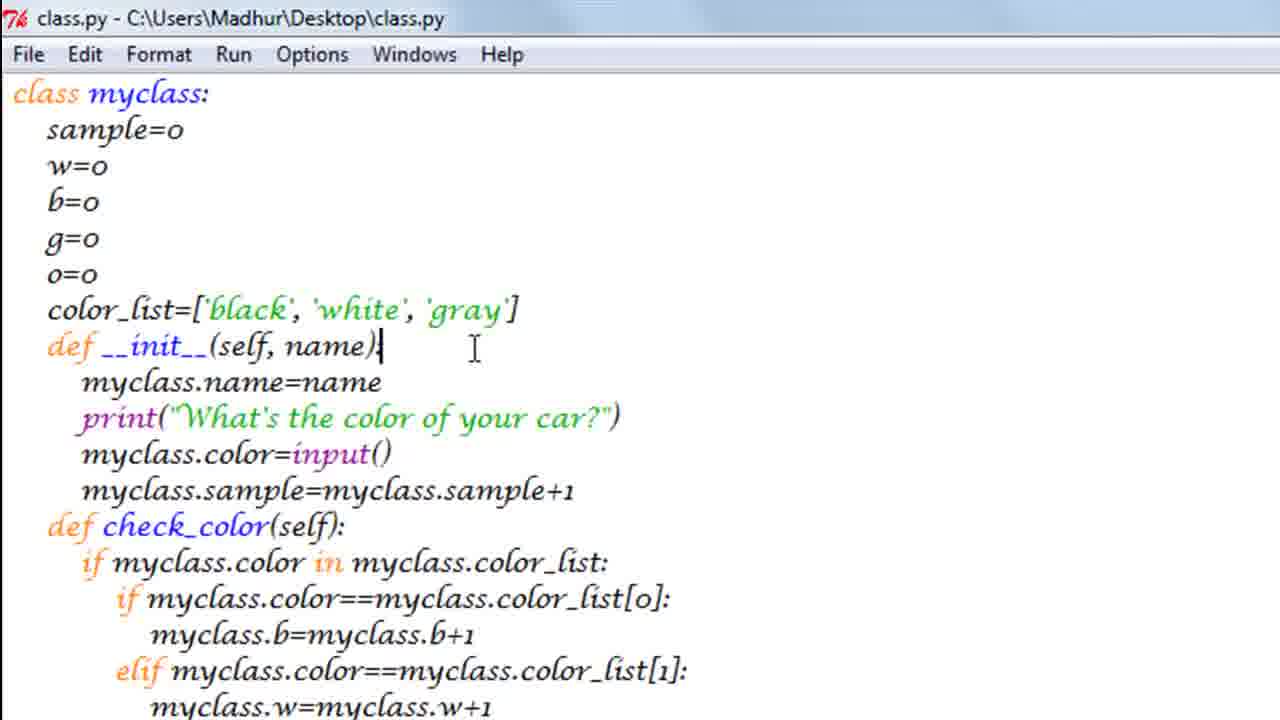 class.py - C:\Users\Madhur\Desktop\class.py
File Edit Format Run Options Windows Help
class myclass:
sample=0
w=0
b=0
g=0
o=0
color_list=['black', 'white', 'gray']
def __init__(self, name):
myclass.name=name
print("What's the color of your car?")
myclass.color=input()
myclass.sample=myclass.sample+1
def check_color(self):
if myclass.color in myclass.color_list:
if myclass.color==myclass.color_list[0]:
myclass.b=myclass.b+1
elif myclass.color==myclass.color_list[1]:
myclass.w=myclass.w+1